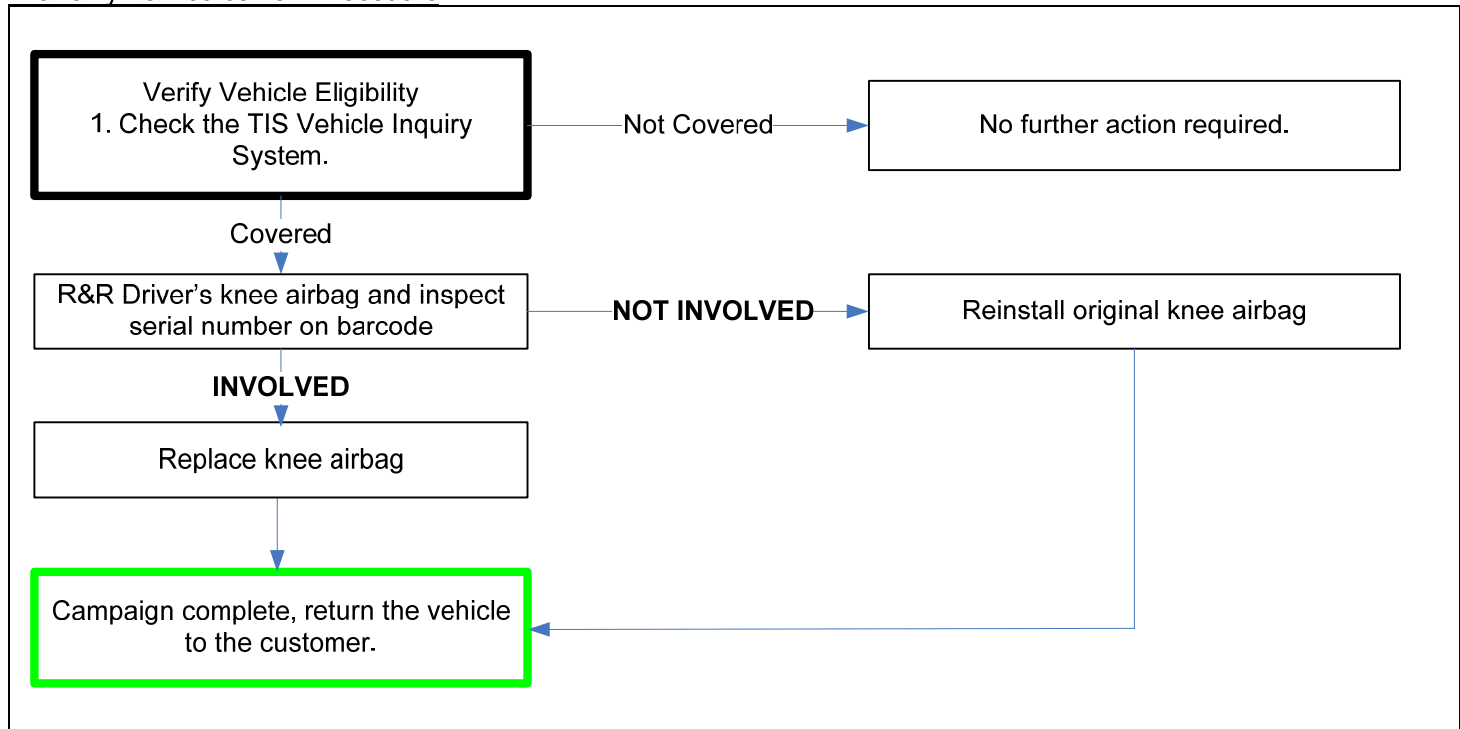 Verify Vehicle Eligibility
1. Check the TIS Vehicle Inquiry
System.
Not Covered
No further action required.
Covered
R&R Driver's knee airbag and inspect
serial number on barcode
NOT INVOLVED
Reinstall original knee airbag
INVOLVED
Replace knee airbag
Campaign complete, return the vehicle
to the customer.